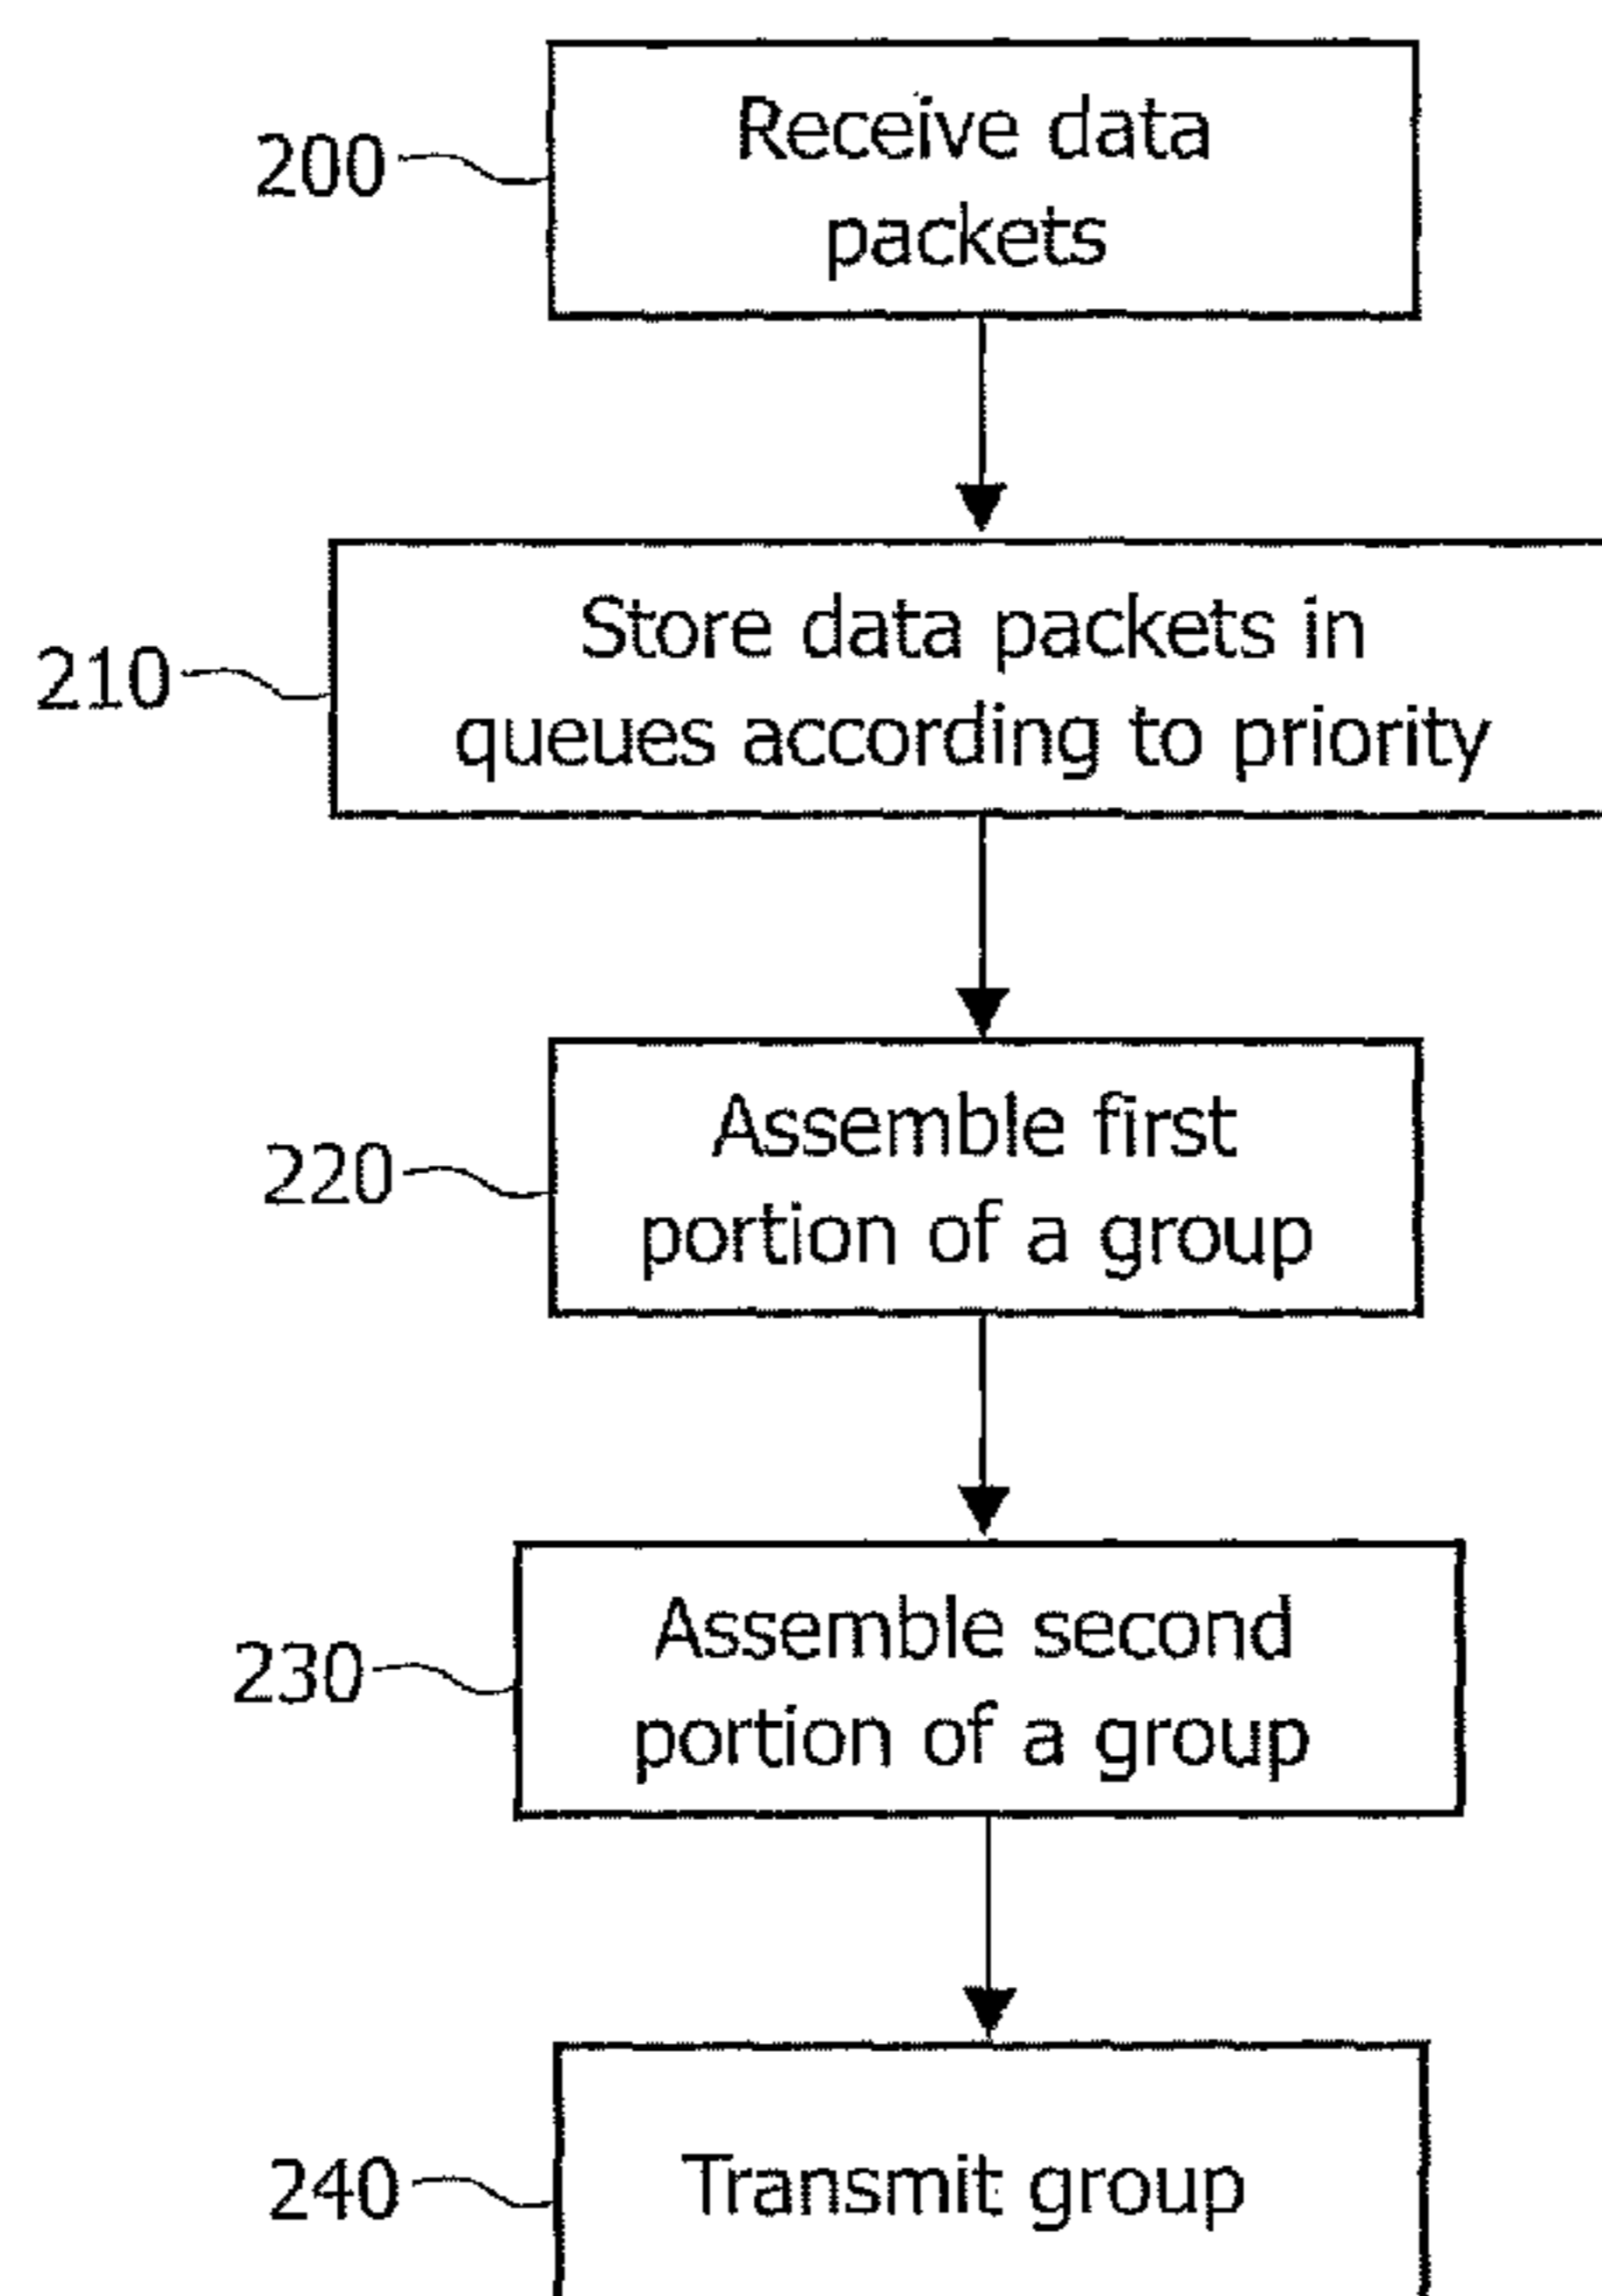 200
Receive data
packets
210
Store data packets in
queues according to priority
220
Assemble first
portion of a group
230
Assemble second
portion of a group
240
Transmit group